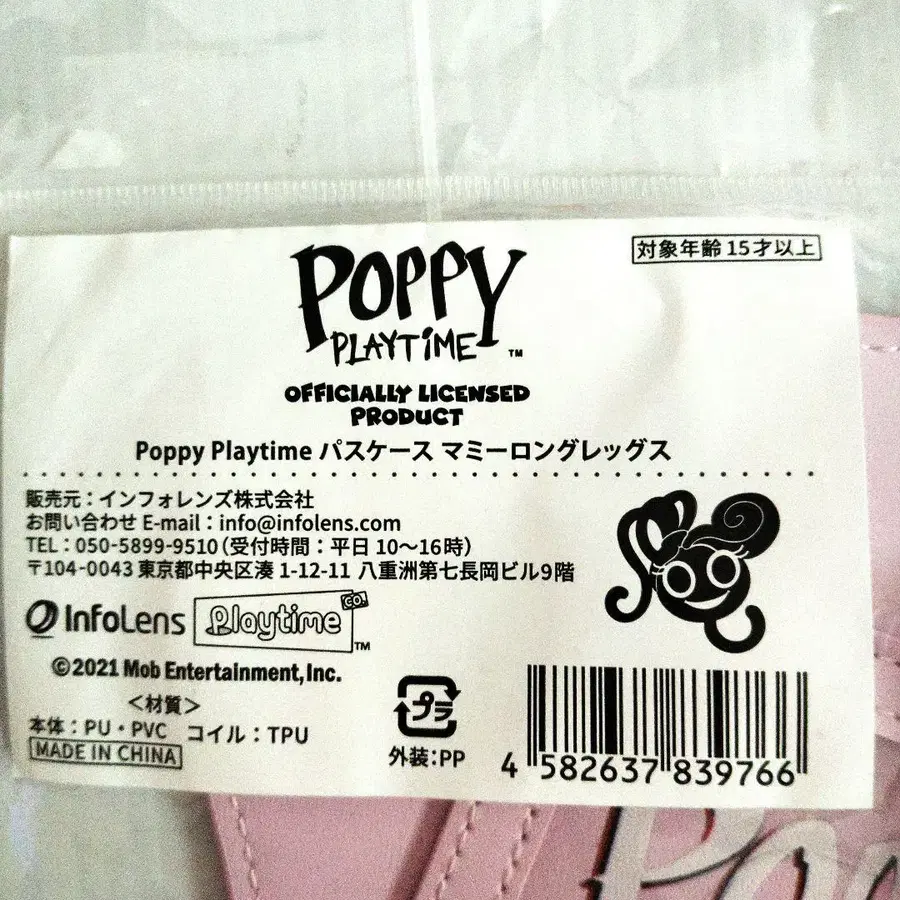 対象年齢 15才以上
POPPY
PLAYTIME™
OFFICIALLY LICENSED
PRODUCT
Poppy Playtime パスケース マミーロングレッグス
販売元：インフォレンズ株式会社
お問い合わせ E-mail：info@infolens.com
TEL：050-5899-9510（受付時間：平日 10〜16時）
〒104-0043 東京都中央区湊 1-12-11 八重洲第七長岡ビル9階
InfoLens Playtime CO.™
©2021 Mob Entertainment, Inc.
＜材質＞
本体：PU・PVC コイル：TPU
MADE IN CHINA
プラ
外装：PP
4 582637 839766